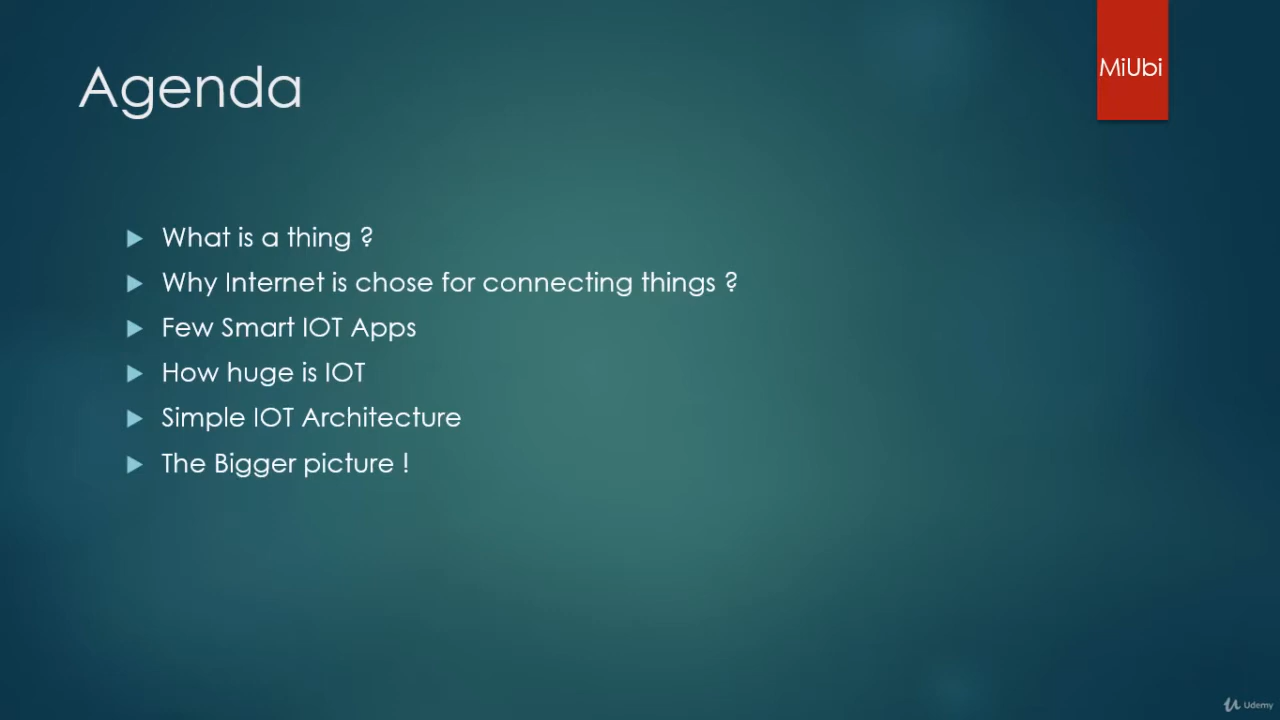 Agenda
MiUbi
What is a thing ?
Why Internet is chose for connecting things ?
Few Smart IOT Apps
How huge is IOT
Simple IOT Architecture
The Bigger picture !
Udemy